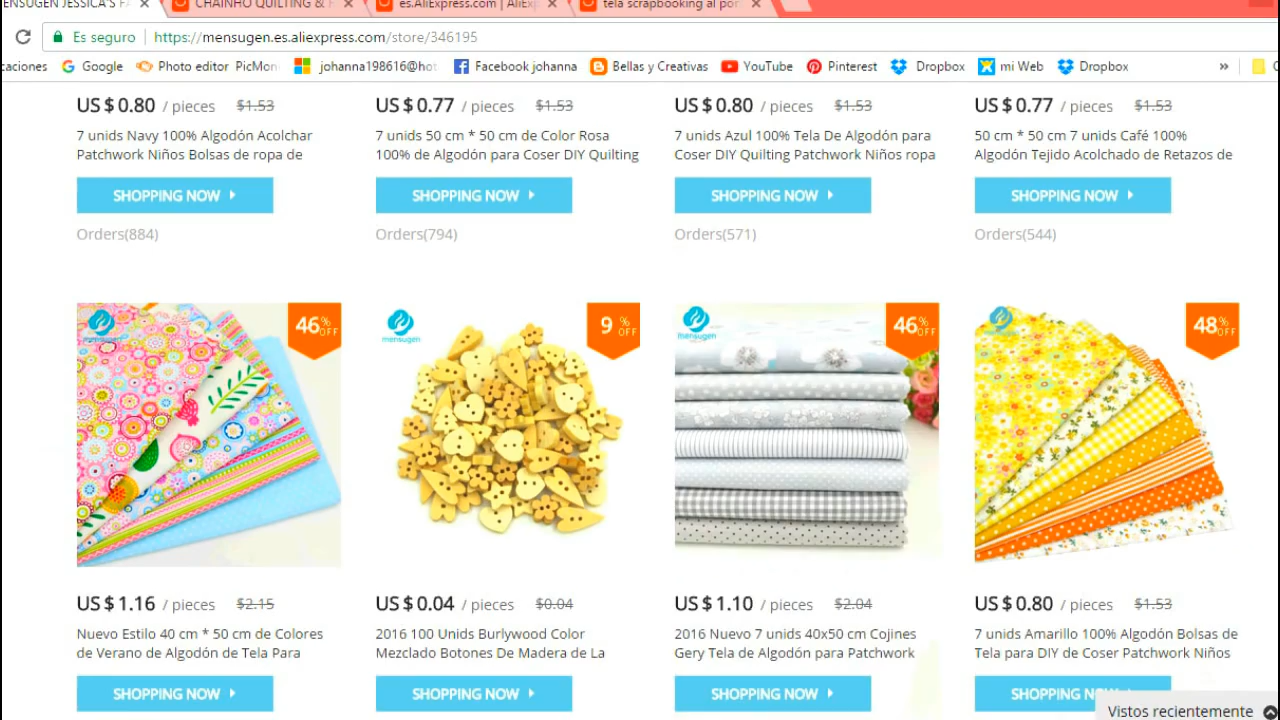 ENSUGEN JESSICA'S FA
CHAINHO QUILTING &
es.AliExpress.com | AliEx
tela scrapbooking al por
Es seguro
https://mensugen.es.aliexpress.com/store/346195
caciones
Google
Photo editor PicMon
johanna198616@hot
Facebook johanna
Bellas y Creativas
YouTube
Pinterest
Dropbox
mi Web
Dropbox
»
US $ 0.80 / pieces $1.53
7 unids Navy 100% Algodón Acolchar
Patchwork Niños Bolsas de ropa de
SHOPPING NOW
Orders(884)
US $ 0.77 / pieces $1.53
7 unids 50 cm * 50 cm de Color Rosa
100% de Algodón para Coser DIY Quilting
SHOPPING NOW
Orders(794)
US $ 0.80 / pieces $1.53
7 unids Azul 100% Tela De Algodón para
Coser DIY Quilting Patchwork Niños ropa
SHOPPING NOW
Orders(571)
US $ 0.77 / pieces $1.53
50 cm * 50 cm 7 unids Café 100%
Algodón Tejido Acolchado de Retazos de
SHOPPING NOW
Orders(544)
mensugen
46% OFF
US $ 1.16 / pieces $2.15
Nuevo Estilo 40 cm * 50 cm de Colores
de Verano de Algodón de Tela Para
SHOPPING NOW
mensugen
9 % OFF
US $ 0.04 / pieces $0.04
2016 100 Unids Burlywood Color
Mezclado Botones De Madera de La
SHOPPING NOW
mensugen
46% OFF
US $ 1.10 / pieces $2.04
2016 Nuevo 7 unids 40x50 cm Cojines
Gery Tela de Algodón para Patchwork
SHOPPING NOW
48% OFF
US $ 0.80 / pieces $1.53
7 unids Amarillo 100% Algodón Bolsas de
Tela para DIY de Coser Patchwork Niños
SHOPPING NOW
Vistos recientemente